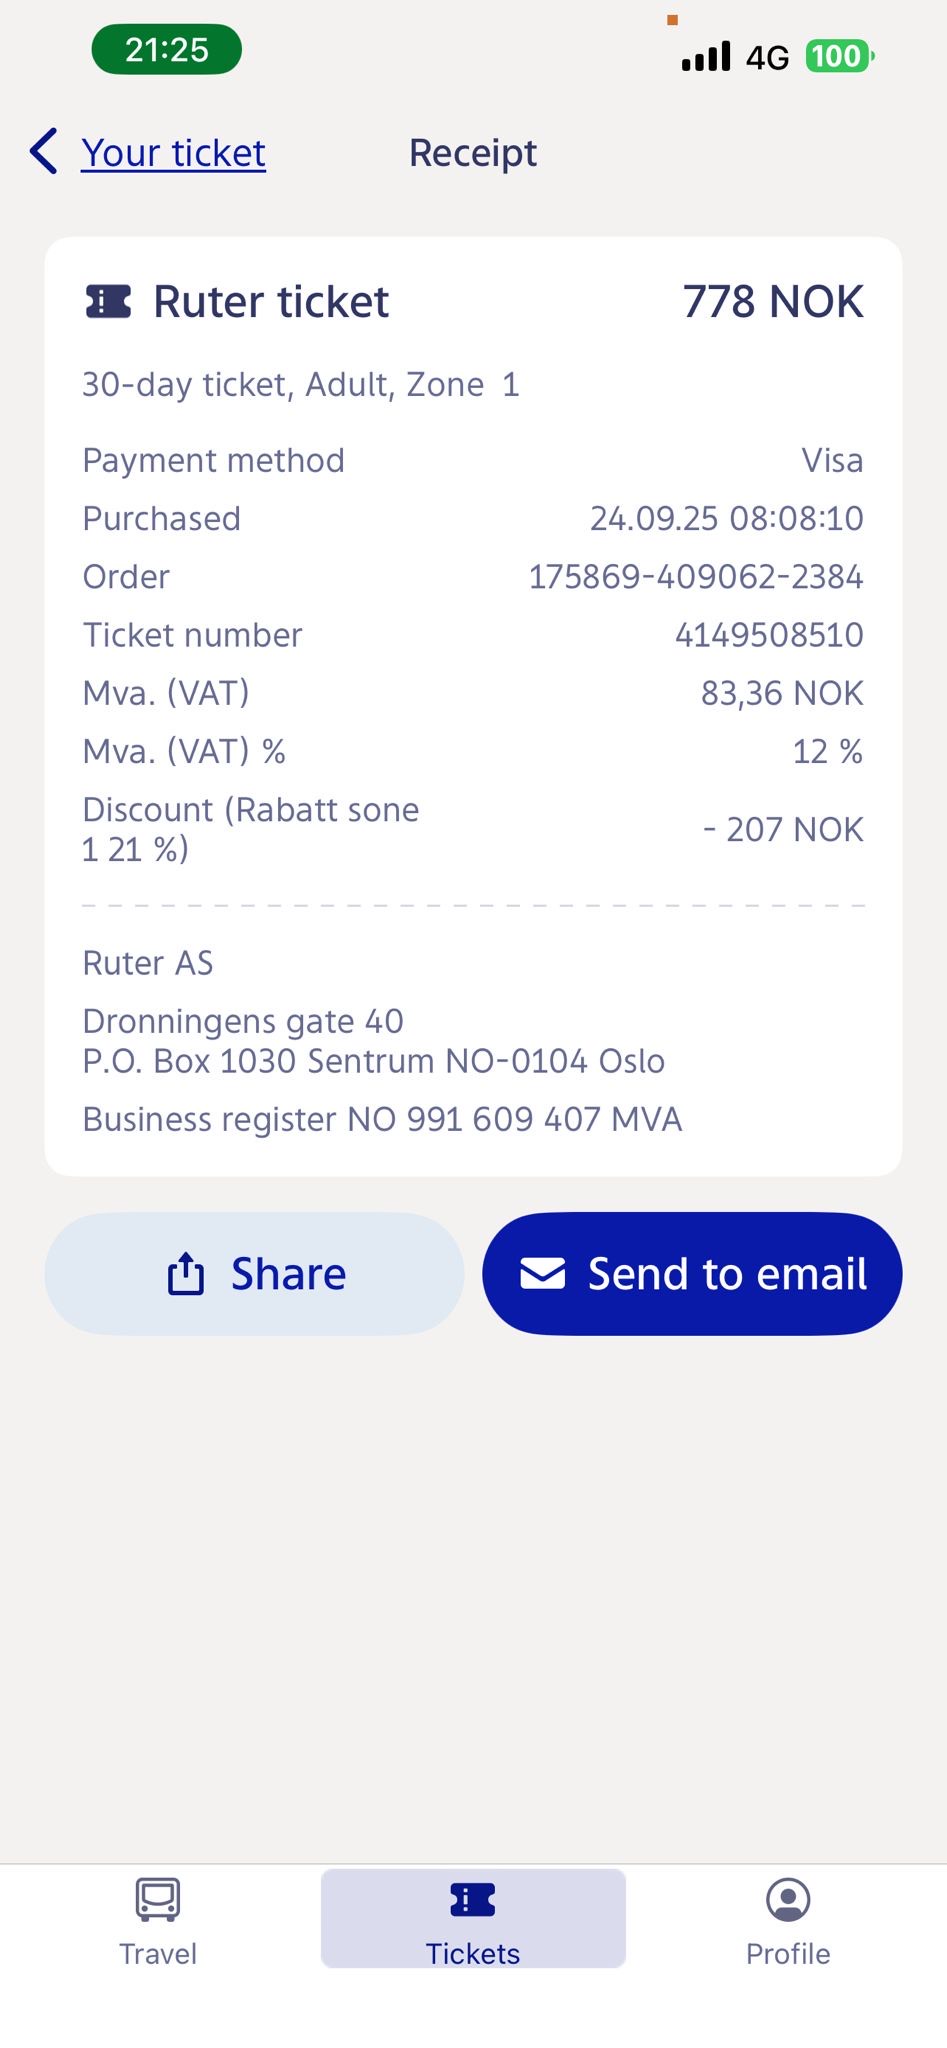 21:25
4G 100
Your ticket
Receipt
Ruter ticket 778 NOK
30-day ticket, Adult, Zone 1
Payment method Visa
Purchased 24.09.25 08:08:10
Order 175869-409062-2384
Ticket number 4149508510
Mva. (VAT) 83,36 NOK
Mva. (VAT) % 12 %
Discount (Rabatt sone
1 21 %) - 207 NOK
Ruter AS
Dronningens gate 40
P.O. Box 1030 Sentrum NO-0104 Oslo
Business register NO 991 609 407 MVA
Share
Send to email
Travel
Tickets
Profile